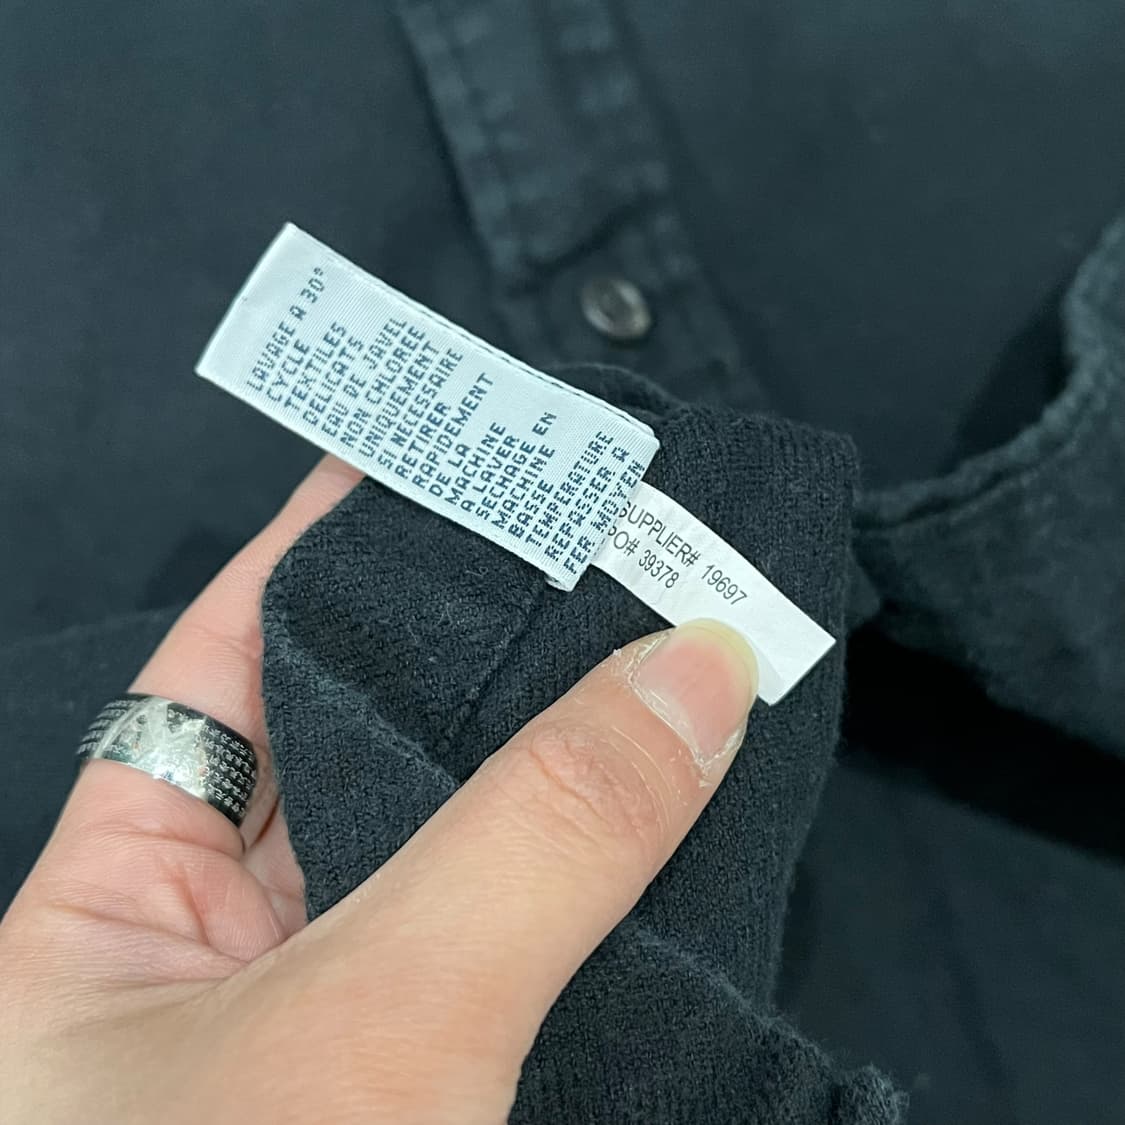 LAVAGE A 30°
CYCLE
TEXTILES
DELICATS
EAU DE JAVEL
NON CHLOREE
UNIQUEMENT
SI NECESSAIRE
RETIRER
RAPIDEMENT
DE LA
MACHINE
A LAVER
SECHAGE
MACHINE EN
BASSE
TEMPERATURE
REPASSER A
FER MOYEN
SUPPLIER# 19697
PO# 39378